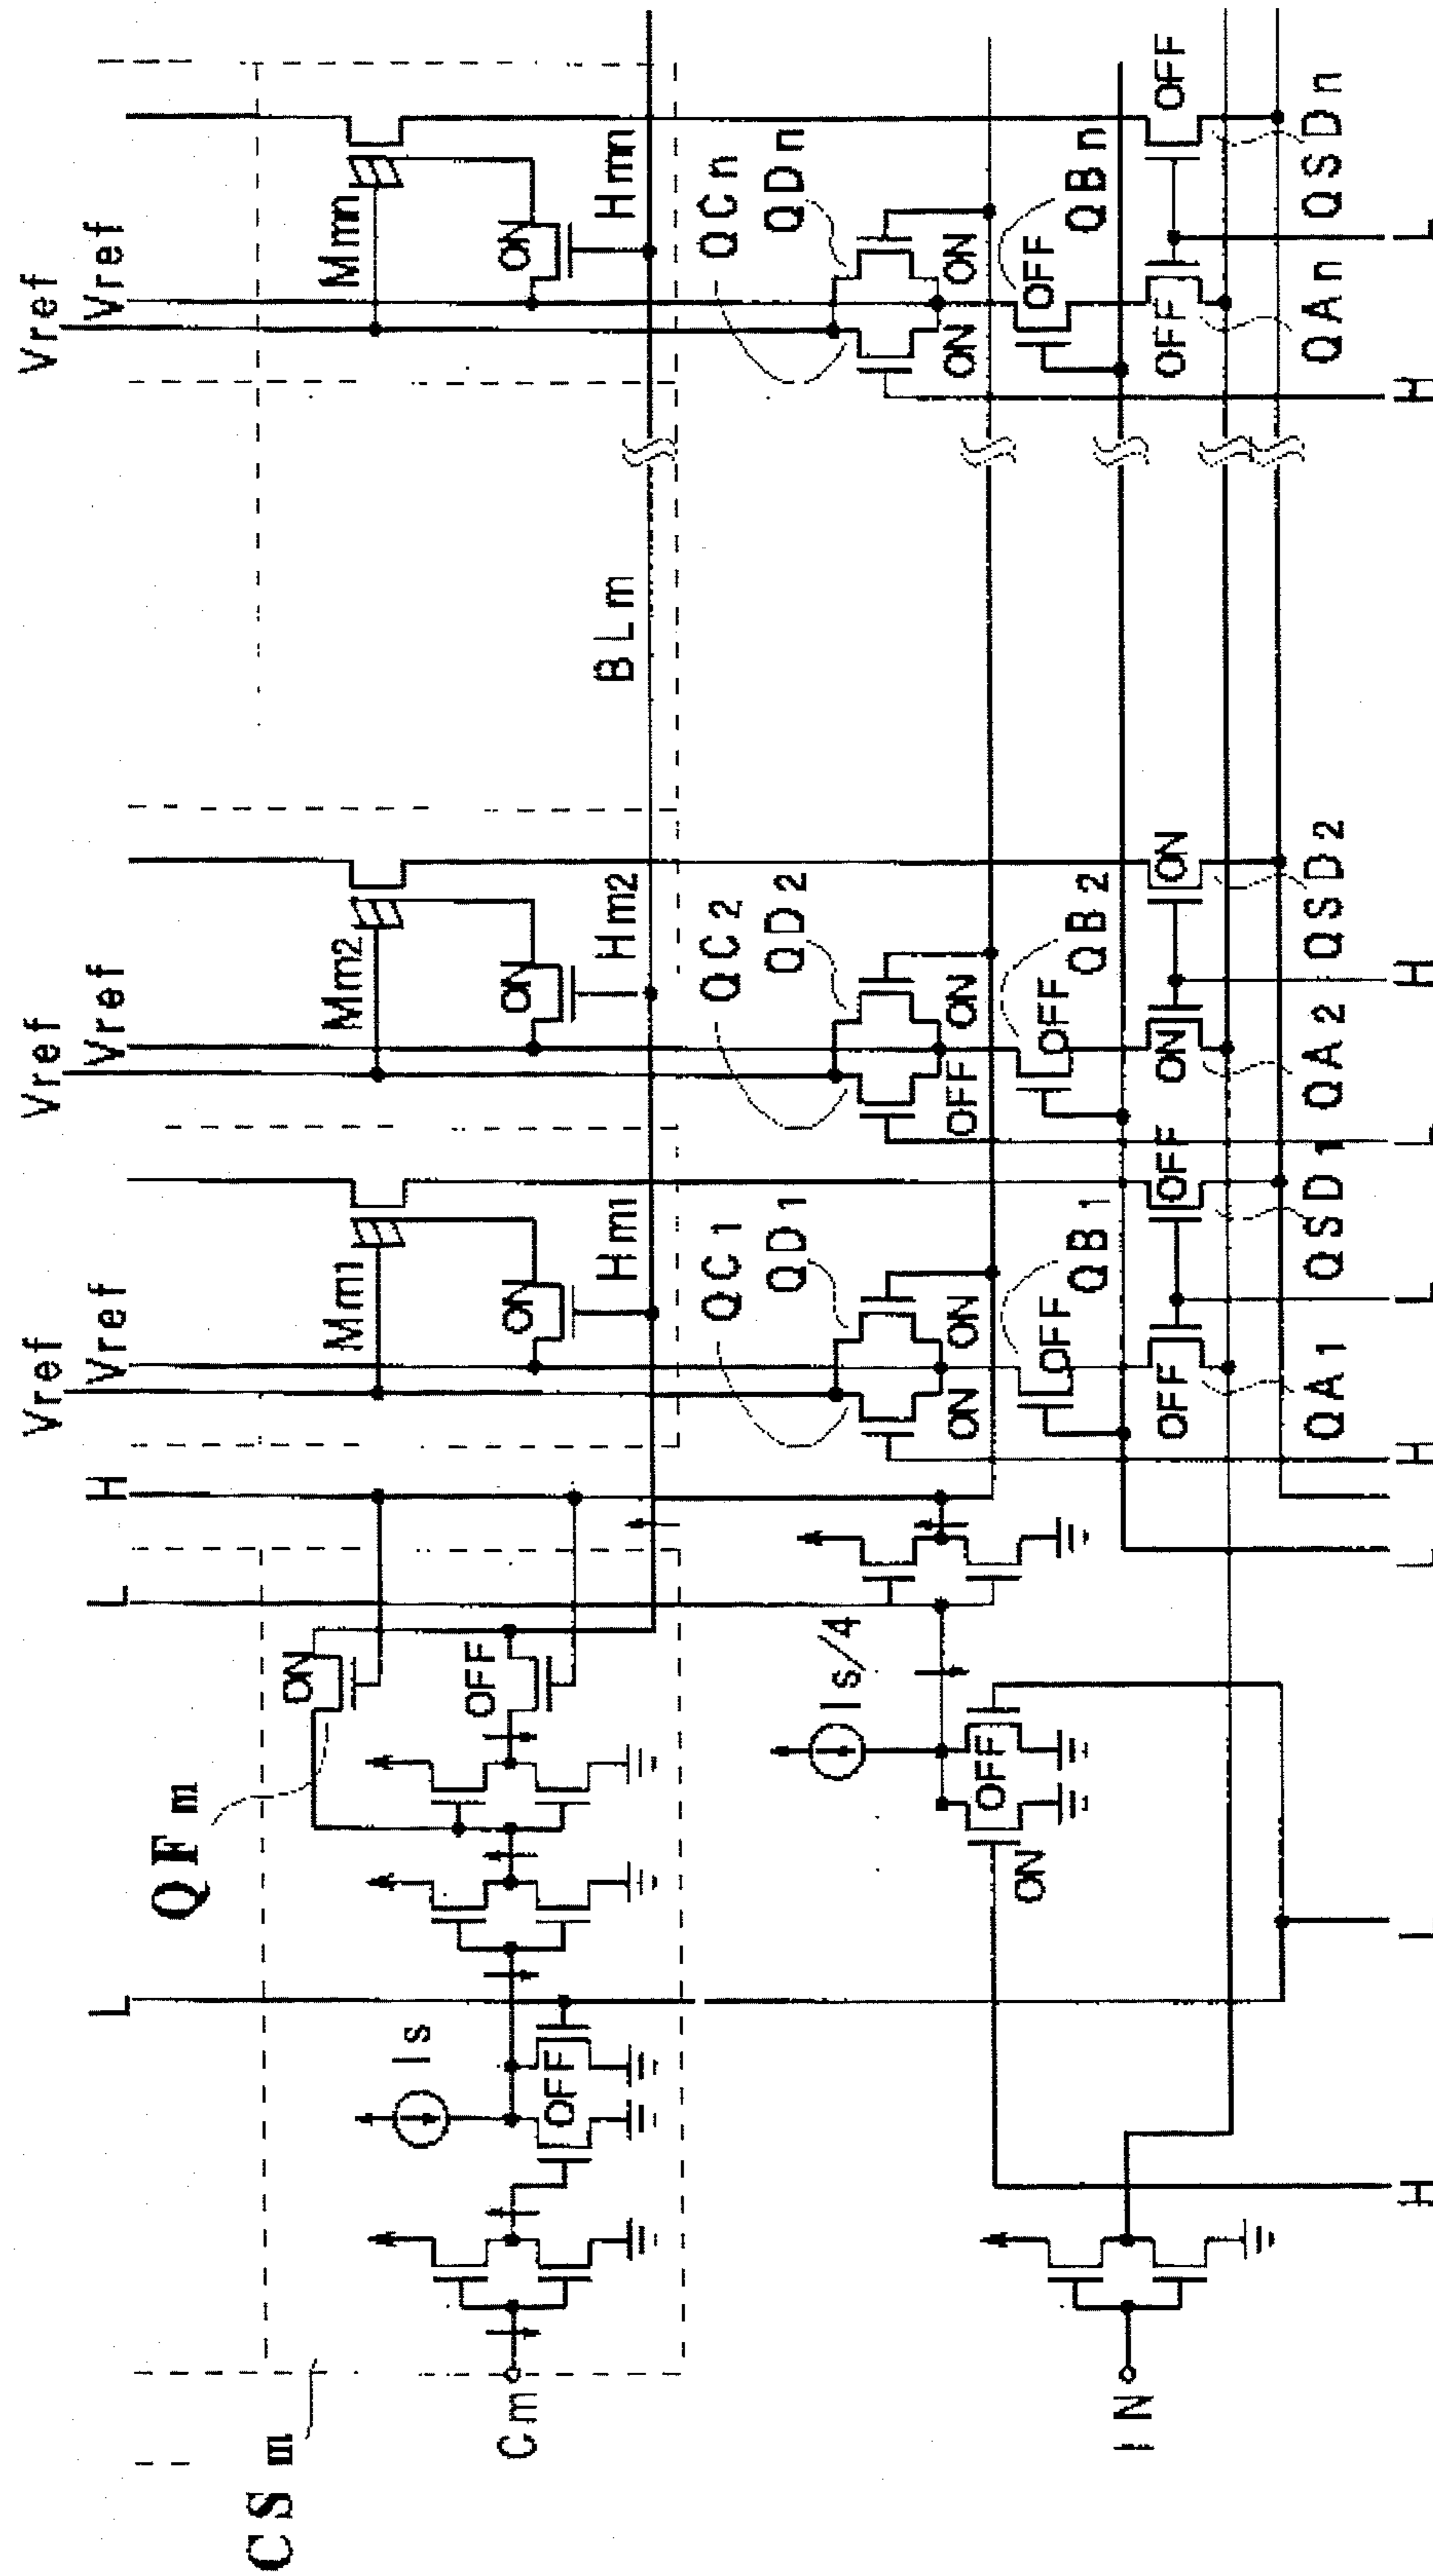 CSm
QFm
L
L
H
Vref
Vref
Vref
Vref
Vref
Vref
Is
ON
OFF
OFF
Cm
Mm1
ON
Hm1
Mm2
ON
Hm2
BLm
Mmn
ON
Hmn
Is/4
ON
OFF
QC1
QD1
ON
ON
OFF
QB1
QC2
QD2
OFF
ON
OFF
QB2
QCn
QDn
ON
ON
OFF
QBn
IN
OFF
OFF
QA1
QSD1
ON
ON
QA2
QSD2
OFF
OFF
QAn
QSDn
H
L
L
H
L
L
H
H
L